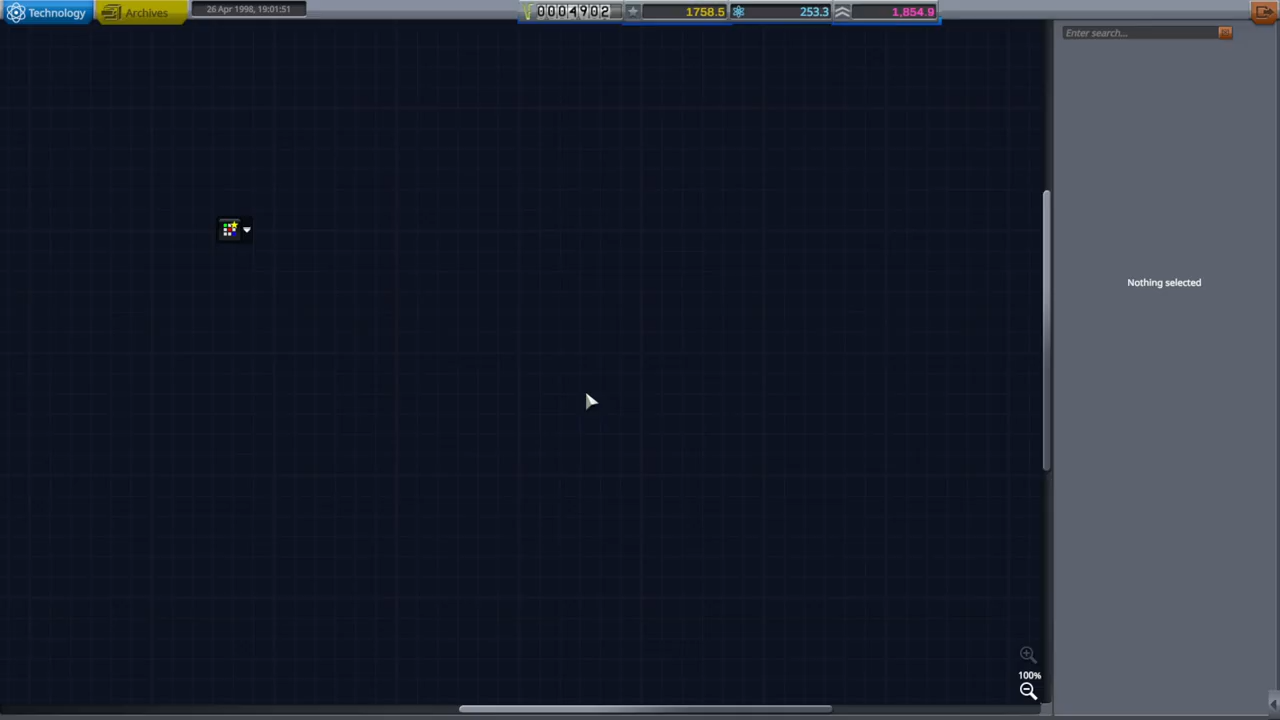 Technology
Archives
26 Apr 1998, 19:01:51
0004902
1758.5
253.3
1,854.9
Enter search...
Nothing selected
100%